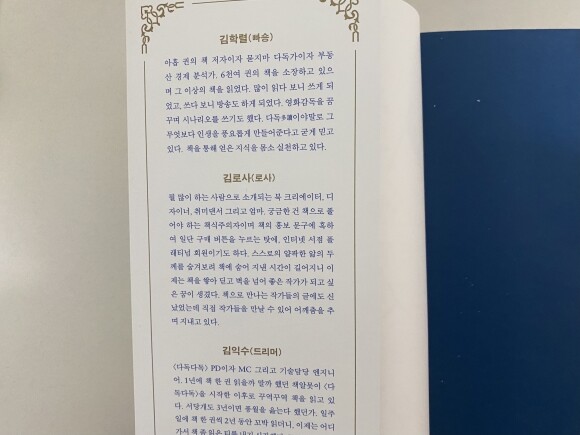 김학렬(빠숑)
아홉 권의 책 저자이자 묻지마 다독가이자 부동
산 경제 분석가. 6천여 권의 책을 소장하고 있으
며 그 이상의 책을 읽었다. 많이 읽다 보니 쓰게 되
었고, 쓰다 보니 방송도 하게 되었다. 영화감독을 꿈
꾸며 시나리오를 쓰기도 했다. 다독多讀이야말로 그
무엇보다 인생을 풍요롭게 만들어준다고 굳게 믿고
있다. 책을 통해 얻은 지식을 몸소 실천하고 있다.
김로사(로사)
뭘 많이 하는 사람으로 소개되는 북 크리에이터, 디
자이너, 취미댄서 그리고 엄마. 궁금한 건 책으로 풀
어야 하는 책식주의자이며 책의 홍보 문구에 혹하
여 일단 구매 버튼을 누르는 탓에, 인터넷 서점 플
래티넘 회원이기도 하다. 스스로의 얄팍한 앎의 두
께를 숨겨보려 책에 숨어 지낸 시간이 길어지니 이
제는 책을 쌓아 딛고 벽을 넘어 좋은 작가가 되고 싶
은 꿈이 생겼다. 책으로 만나는 작가들의 글에도 신
났었는데 직접 작가들을 만날 수 있어 어깨춤을 추
며 지내고 있다.
김익수(드리머)
《다독다독》 PD이자 MC 그리고 기술담당 엔지니
어. 1년에 책 한 권 읽을까 말까 했던 책알못이 《다
독다독》을 시작한 이후로 꾸역꾸역 책을 읽고 있
다. 서당개도 3년이면 풍월을 읊는다 했던가. 일주
일에 책 한 권씩 2년 동안 꼬박 읽더니, 이제는 어디
가서 책 좀 읽은